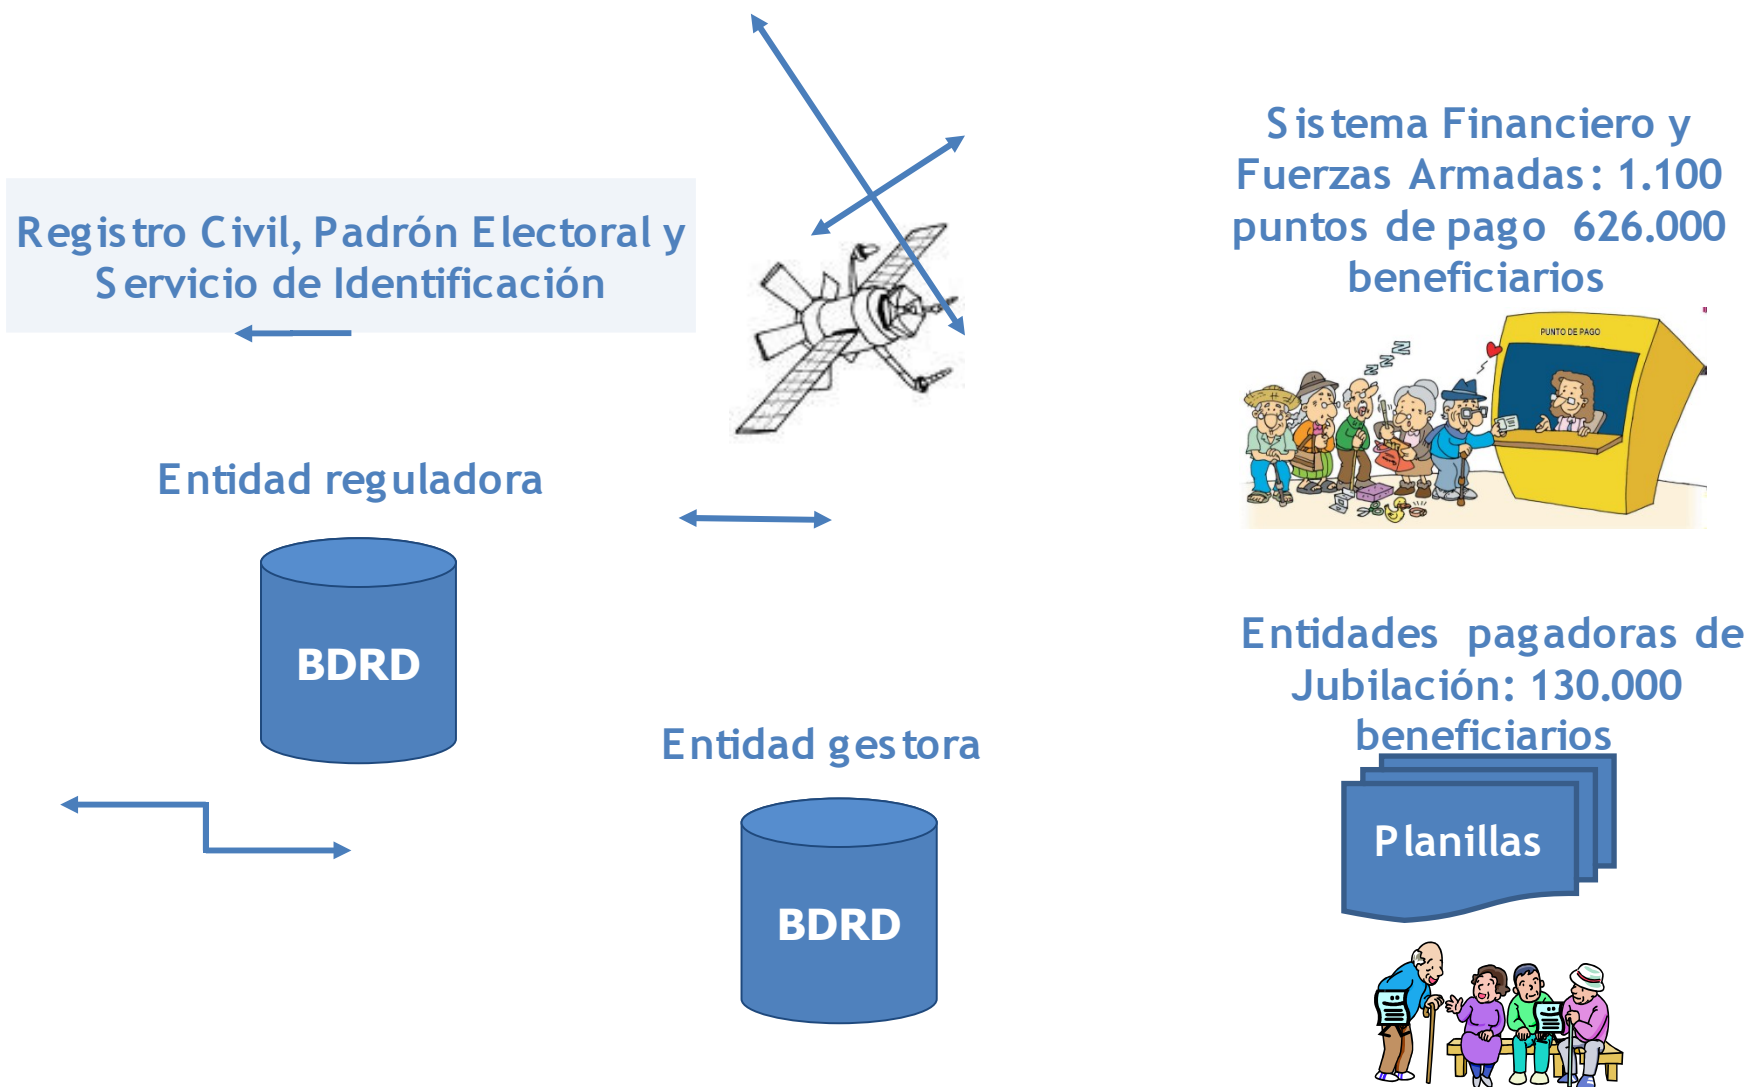 Registro Civil, Padrón Electoral y
Servicio de Identificación
Sistema Financiero y
Fuerzas Armadas: 1.100
puntos de pago 626.000
beneficiarios
PUNTO DE PAGO
z z z
Entidad reguladora
BDRD
Entidad gestora
BDRD
Entidades pagadoras de
Jubilación: 130.000
beneficiarios
Planillas